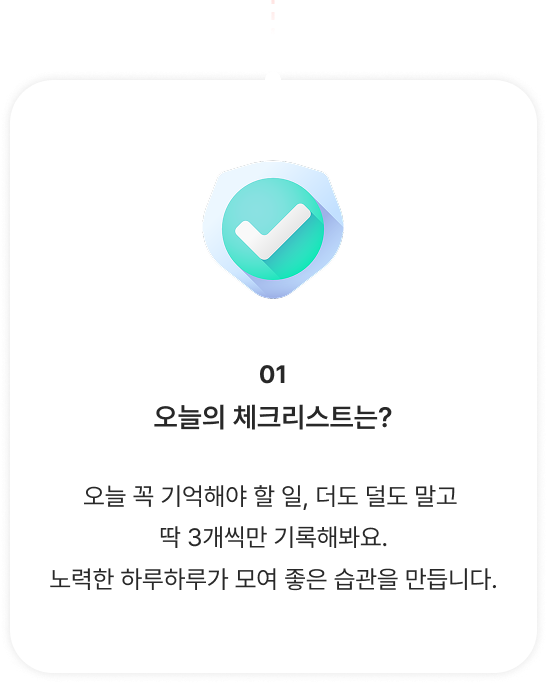 01
오늘의 체크리스트는?
오늘 꼭 기억해야 할 일, 더도 덜도 말고
딱 3개씩만 기록해봐요.
노력한 하루하루가 모여 좋은 습관을 만듭니다.